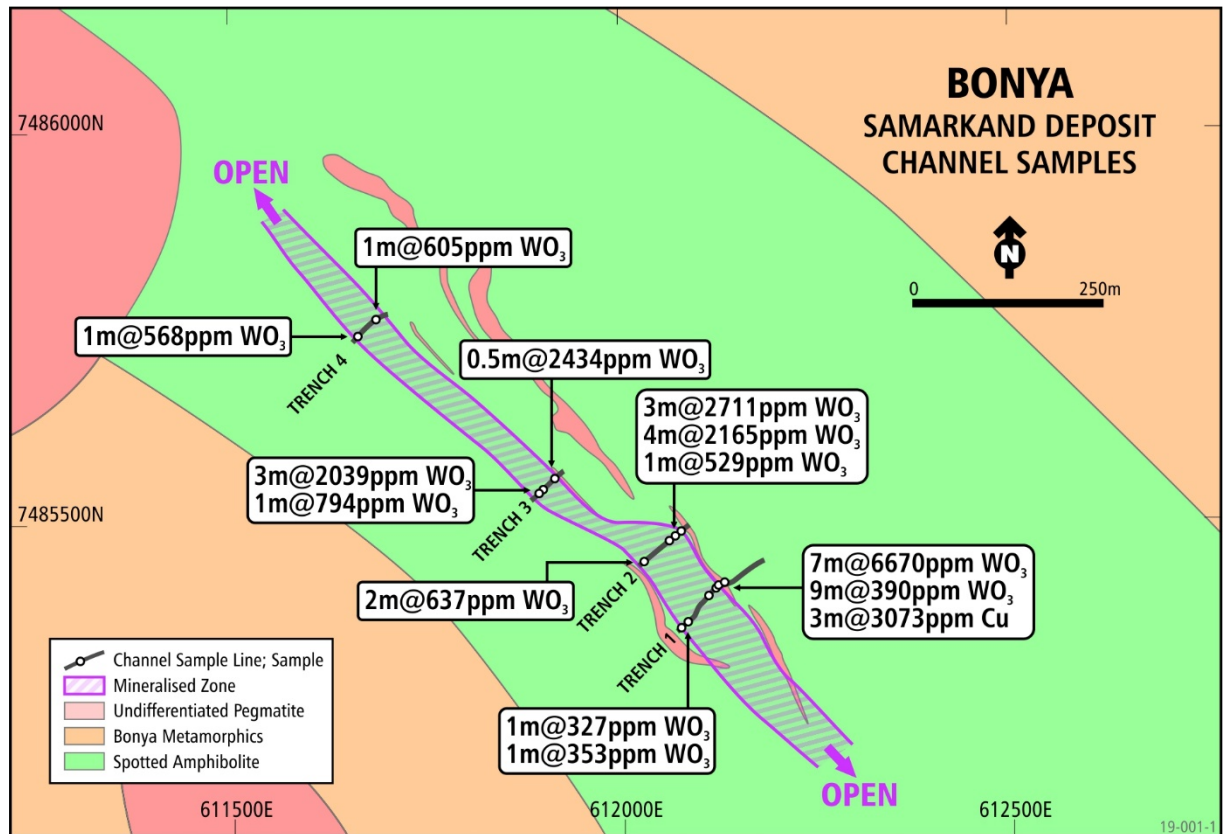 BONYA
SAMARKAND DEPOSIT
CHANNEL SAMPLES
7486000N
OPEN
N
0 250m
1m@605ppm WO₃
1m@568ppm WO₃
TRENCH 4
0.5m@2434ppm WO₃
3m@2711ppm WO₃
4m@2165ppm WO₃
1m@529ppm WO₃
3m@2039ppm WO₃
1m@794ppm WO₃
TRENCH 3
7485500N
2m@637ppm WO₃
TRENCH 2
7m@6670ppm WO₃
9m@390ppm WO₃
3m@3073ppm Cu
TRENCH 1
1m@327ppm WO₃
1m@353ppm WO₃
OPEN
Channel Sample Line; Sample
Mineralised Zone
Undifferentiated Pegmatite
Bonya Metamorphics
Spotted Amphibolite
611500E
612000E
612500E
19-001-1